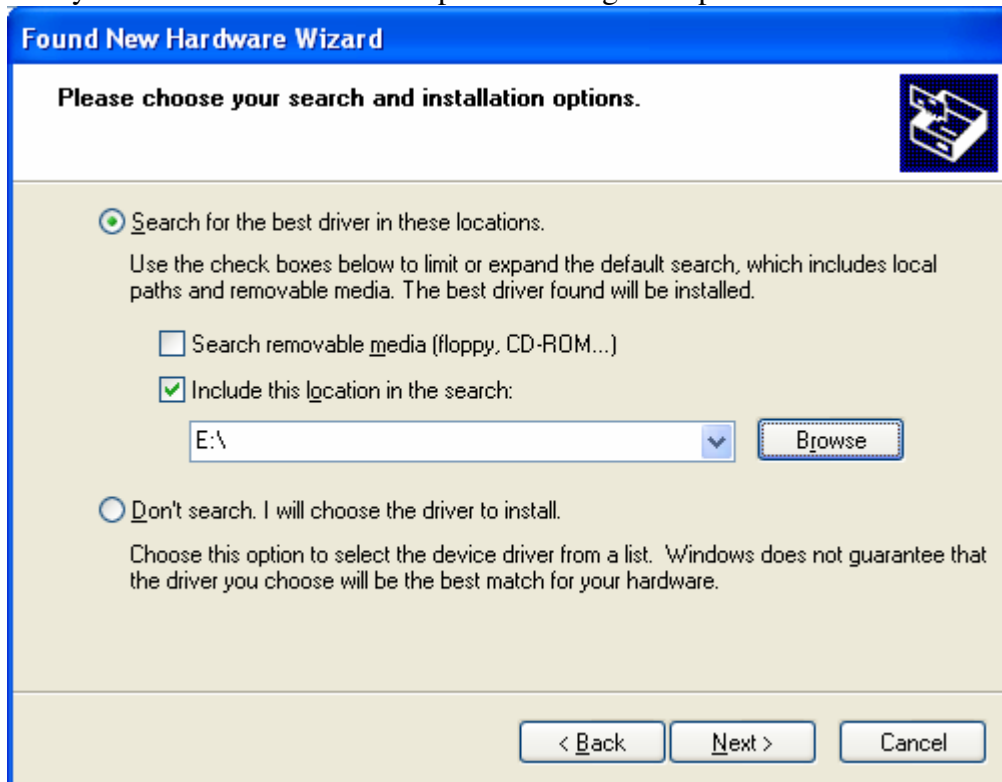 Found New Hardware Wizard
Please choose your search and installation options.
Search for the best driver in these locations.
Use the check boxes below to limit or expand the default search, which includes local
paths and removable media. The best driver found will be installed.
Search removable media (floppy, CD-ROM...)
Include this location in the search:
E:\
Browse
Don't search. I will choose the driver to install.
Choose this option to select the device driver from a list. Windows does not guarantee that
the driver you choose will be the best match for your hardware.
< Back
Next >
Cancel